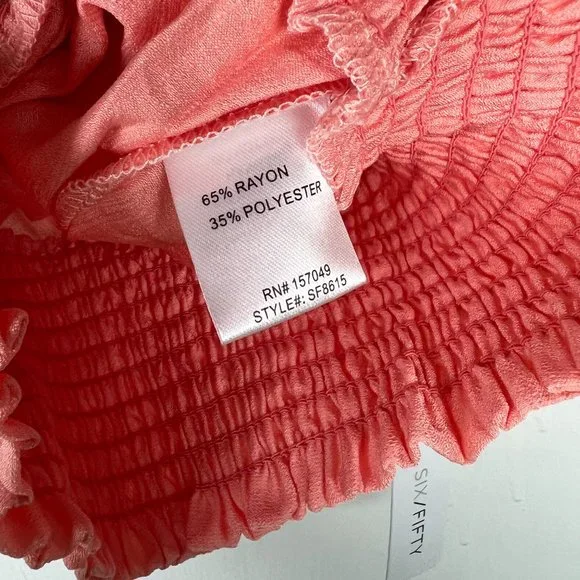 65% RAYON
35% POLYESTER
RN# 157049
STYLE#: SF8615
SIX/FIFTY